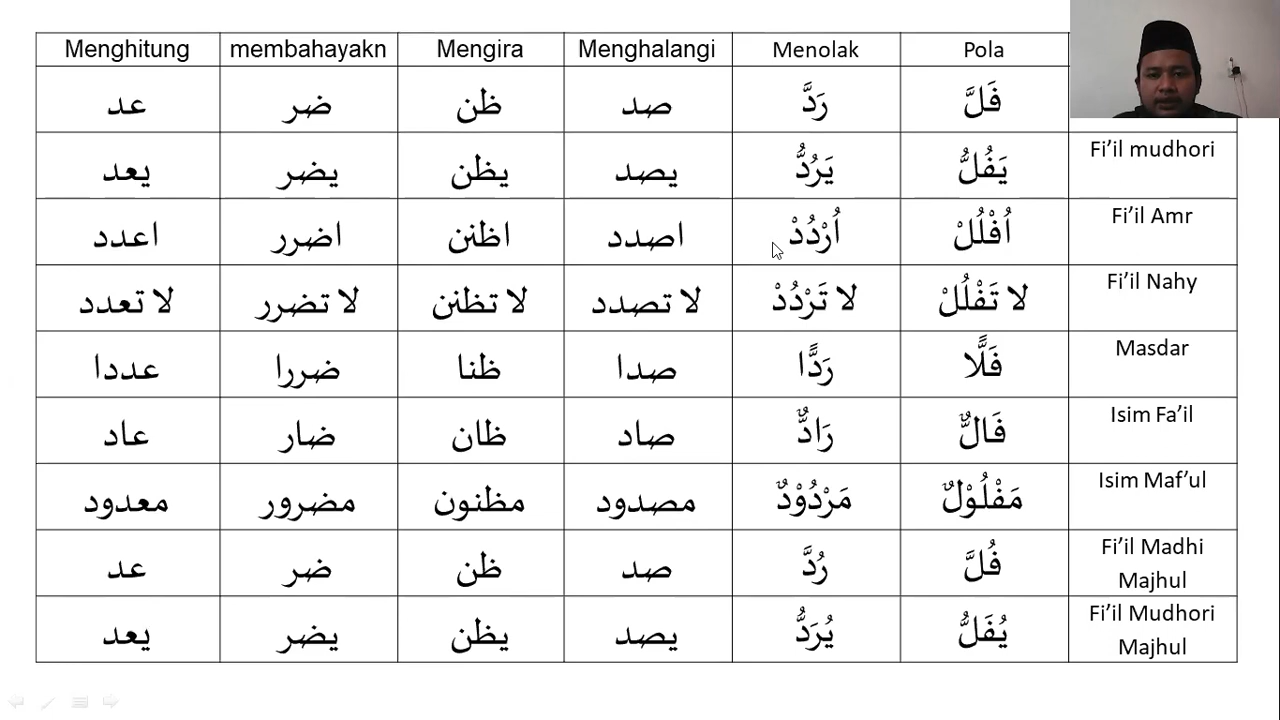 Menghitung membahayakn Mengira Menghalangi Menolak Pola
عد ضر ظن صد رَدَّ فَلَّ
يعد يضر يظن يصد يَرُدُّ يَفُلُّ Fi’il mudhori
اعدد اضرر اظنن اصدد اُرْدُدْ اُفْلُلْ Fi’il Amr
لا تعدد لا تضرر لا تظنن لا تصدد لا تَرْدُدْ لا تَفْلُلْ Fi’il Nahy
عددا ضررا ظنا صدا رَدًّا فَلًّا Masdar
عاد ضار ظان صاد رَادٌّ فَالٌّ Isim Fa’il
معدود مضرور مظنون مصدود مَرْدُوْدٌ مَفْلُوْلٌ Isim Maf’ul
عد ضر ظن صد رُدَّ فُلَّ Fi’il Madhi
Majhul
يعد يضر يظن يصد يُرَدُّ يُفَلُّ Fi’il Mudhori
Majhul